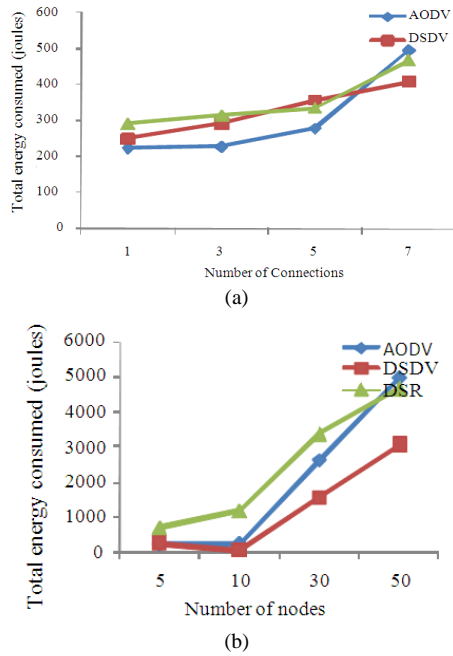 AODV
DSDV
Total energy consumed (joules)
600
500
400
300
200
100
0
1 3 5 7
Number of Connections
(a)
AODV
DSDV
DSR
Total energy consumed (joules)
6000
5000
4000
3000
2000
1000
0
5 10 30 50
Number of nodes
(b)